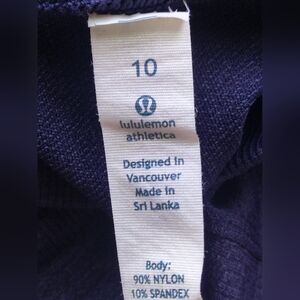 10
lululemon
athletica
Designed in
Vancouver
Made in
Sri Lanka
Body:
90% NYLON
10% SPANDEX